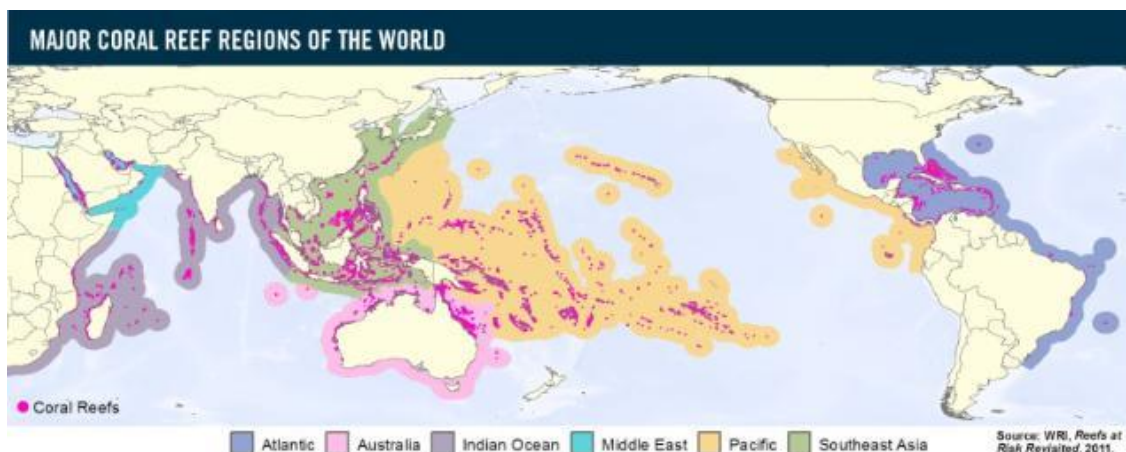 MAJOR CORAL REEF REGIONS OF THE WORLD
Coral Reefs
Atlantic
Australia
Indian Ocean
Middle East
Pacific
Southeast Asia
Source: WRI, Reefs at
Risk Revisited, 2011.